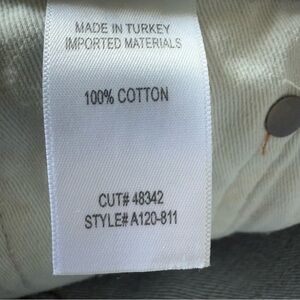 MADE IN TURKEY
IMPORTED MATERIALS
100% COTTON
CUT# 48342
STYLE# A120-811